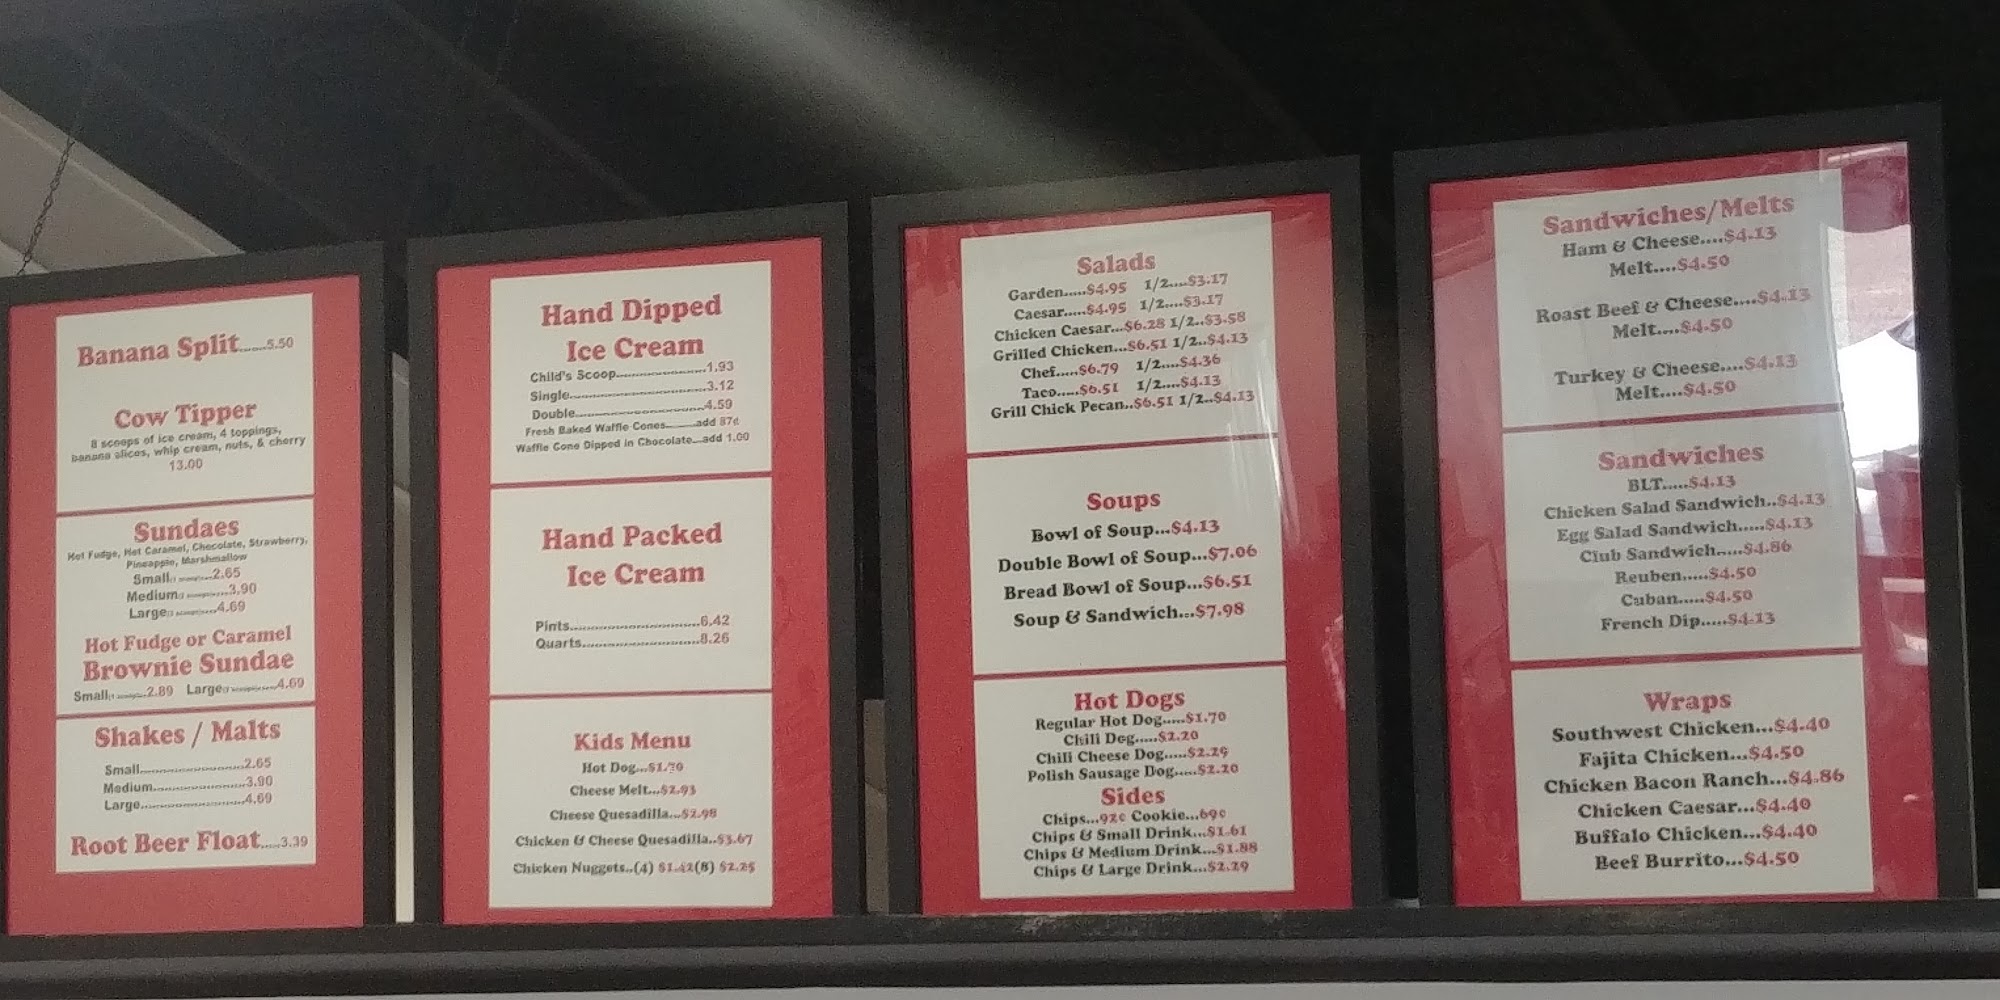 Banana Split.......5.50
Cow Tipper
8 scoops of ice cream, 4 toppings,
banana slices, whip cream, nuts, & cherry
13.00
Sundaes
Hot Fudge, Hot Caramel, Chocolate, Strawberry,
Pineapple, Marshmallow
Small.......2.65
Medium.......3.90
Large.......4.69
Hot Fudge or Caramel
Brownie Sundae
Small.......2.89 Large.......4.69
Shakes / Malts
Small.......2.65
Medium.......3.90
Large.......4.69
Root Beer Float.....3.39
Hand Dipped
Ice Cream
Child's Scoop.......1.93
Single.......3.12
Double.......4.59
Fresh Baked Waffle Cones.......add 87¢
Waffle Cone Dipped in Chocolate...add 1.00
Hand Packed
Ice Cream
Pints.......6.42
Quarts.......8.26
Kids Menu
Hot Dog...$1.70
Cheese Melt...$2.93
Cheese Quesadilla...$2.98
Chicken & Cheese Quesadilla..$3.67
Chicken Nuggets..(4) $1.42(8) $2.25
Salads
Garden.....$4.95 1/2....$3.17
Caesar.....$4.95 1/2....$3.17
Chicken Caesar...$6.28 1/2..$3.58
Grilled Chicken...$6.51 1/2..$4.13
Chef.....$6.79 1/2....$4.36
Taco.....$6.51 1/2....$4.13
Grill Chick Pecan..$6.51 1/2..$4.13
Soups
Bowl of Soup...$4.13
Double Bowl of Soup...$7.06
Bread Bowl of Soup...$6.51
Soup & Sandwich...$7.98
Hot Dogs
Regular Hot Dog.....$1.70
Chili Dog.....$2.20
Chili Cheese Dog.....$2.29
Polish Sausage Dog.....$2.20
Sides
Chips...92¢ Cookie...69¢
Chips & Small Drink...$1.61
Chips & Medium Drink...$1.88
Chips & Large Drink...$2.29
Sandwiches/Melts
Ham & Cheese....$4.13
Melt....$4.50
Roast Beef & Cheese....$4.13
Melt....$4.50
Turkey & Cheese....$4.13
Melt....$4.50
Sandwiches
BLT.....$4.13
Chicken Salad Sandwich..$4.13
Egg Salad Sandwich.....$4.13
Club Sandwich.....$4.86
Reuben.....$4.50
Cuban.....$4.50
French Dip.....$4.13
Wraps
Southwest Chicken...$4.40
Fajita Chicken...$4.50
Chicken Bacon Ranch...$4.86
Chicken Caesar...$4.40
Buffalo Chicken...$4.40
Beef Burrito...$4.50